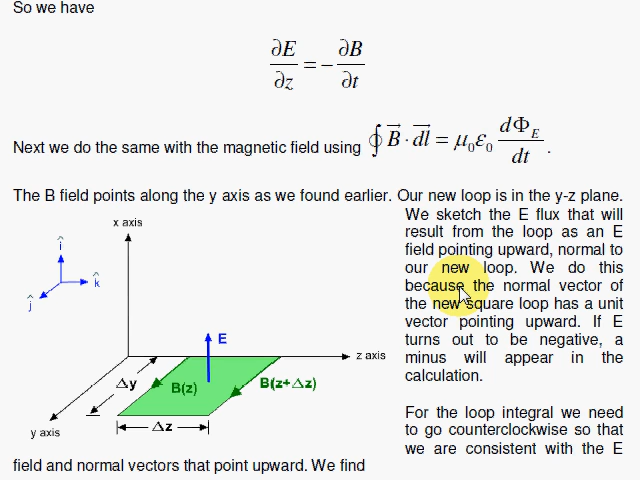 So we have
∂E/∂z = −∂B/∂t
Next we do the same with the magnetic field using ∮ B⃗ · dl⃗ = μ₀ε₀ dΦ_E/dt .
The B field points along the y axis as we found earlier. Our new loop is in the y-z plane.
We sketch the E flux that will
result from the loop as an E
field pointing upward, normal to
our new loop. We do this
because the normal vector of
the new square loop has a unit
vector pointing upward. If E
turns out to be negative, a
minus will appear in the
calculation.
x axis
î
k̂
ĵ
E
z axis
Δy
B(z)
B(z+Δz)
Δz
y axis
For the loop integral we need
to go counterclockwise so that
we are consistent with the E
field and normal vectors that point upward. We find